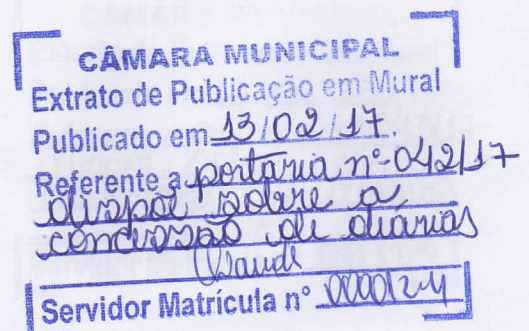 CÂMARA MUNICIPAL
Extrato de Publicação em Mural
Publicado em 13/02/17.
Referente a portaria nº-042/17
dispõe sobre a
concessão de diárias
Servidor Matrícula nº